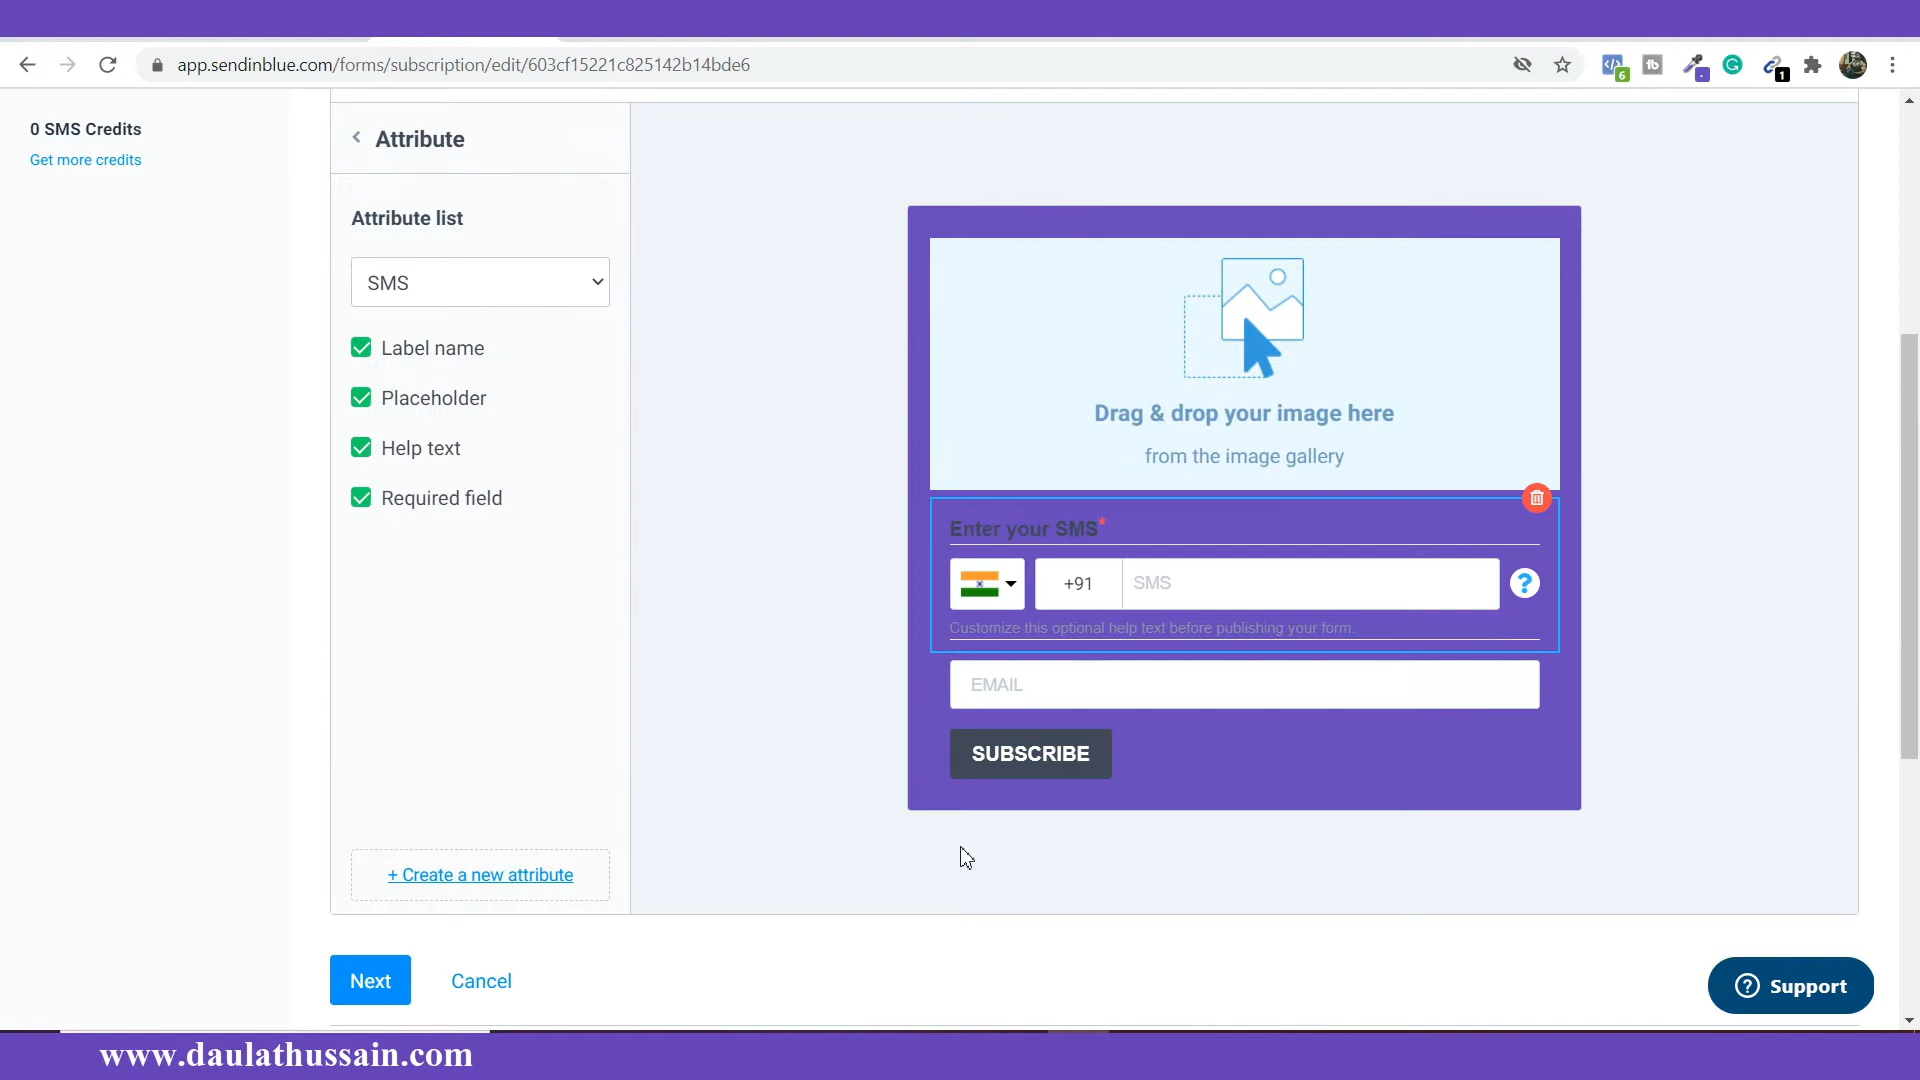 app.sendinblue.com/forms/subscription/edit/603cf15221c825142b14bde6
6
1
0 SMS Credits
Get more credits
Attribute
Attribute list
SMS
Label name
Placeholder
Help text
Required field
+ Create a new attribute
Drag & drop your image here
from the image gallery
Enter your SMS*
+91
SMS
?
Customize this optional help text before publishing your form.
EMAIL
SUBSCRIBE
Next
Cancel
? Support
www.daulathussain.com